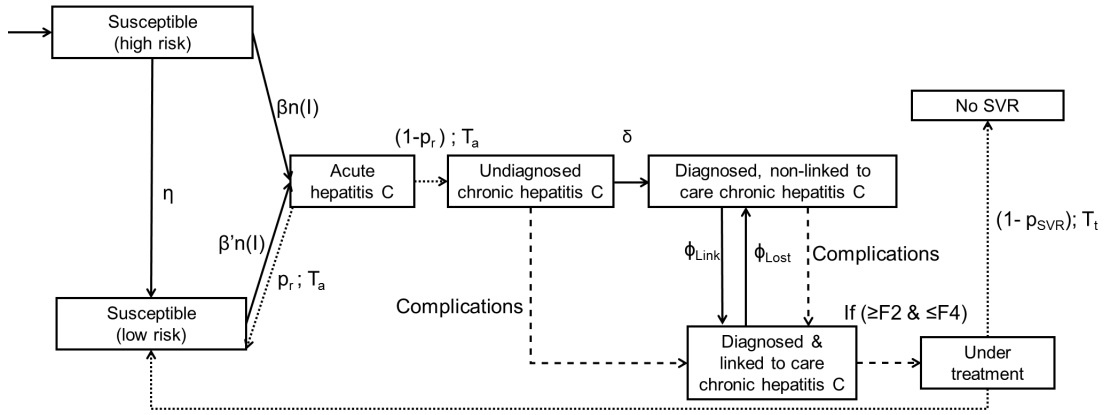 Susceptible
(high risk)
βn(I)
No SVR
(1-pr) ; Ta
δ
Acute
hepatitis C
Undiagnosed
chronic hepatitis C
Diagnosed, non-linked to
care chronic hepatitis C
η
(1- pSVR); Tt
β'n(I)
ϕLink
ϕLost
Complications
pr ; Ta
Complications
Susceptible
(low risk)
If (≥F2 & ≤F4)
Diagnosed &
linked to care
chronic hepatitis C
Under
treatment